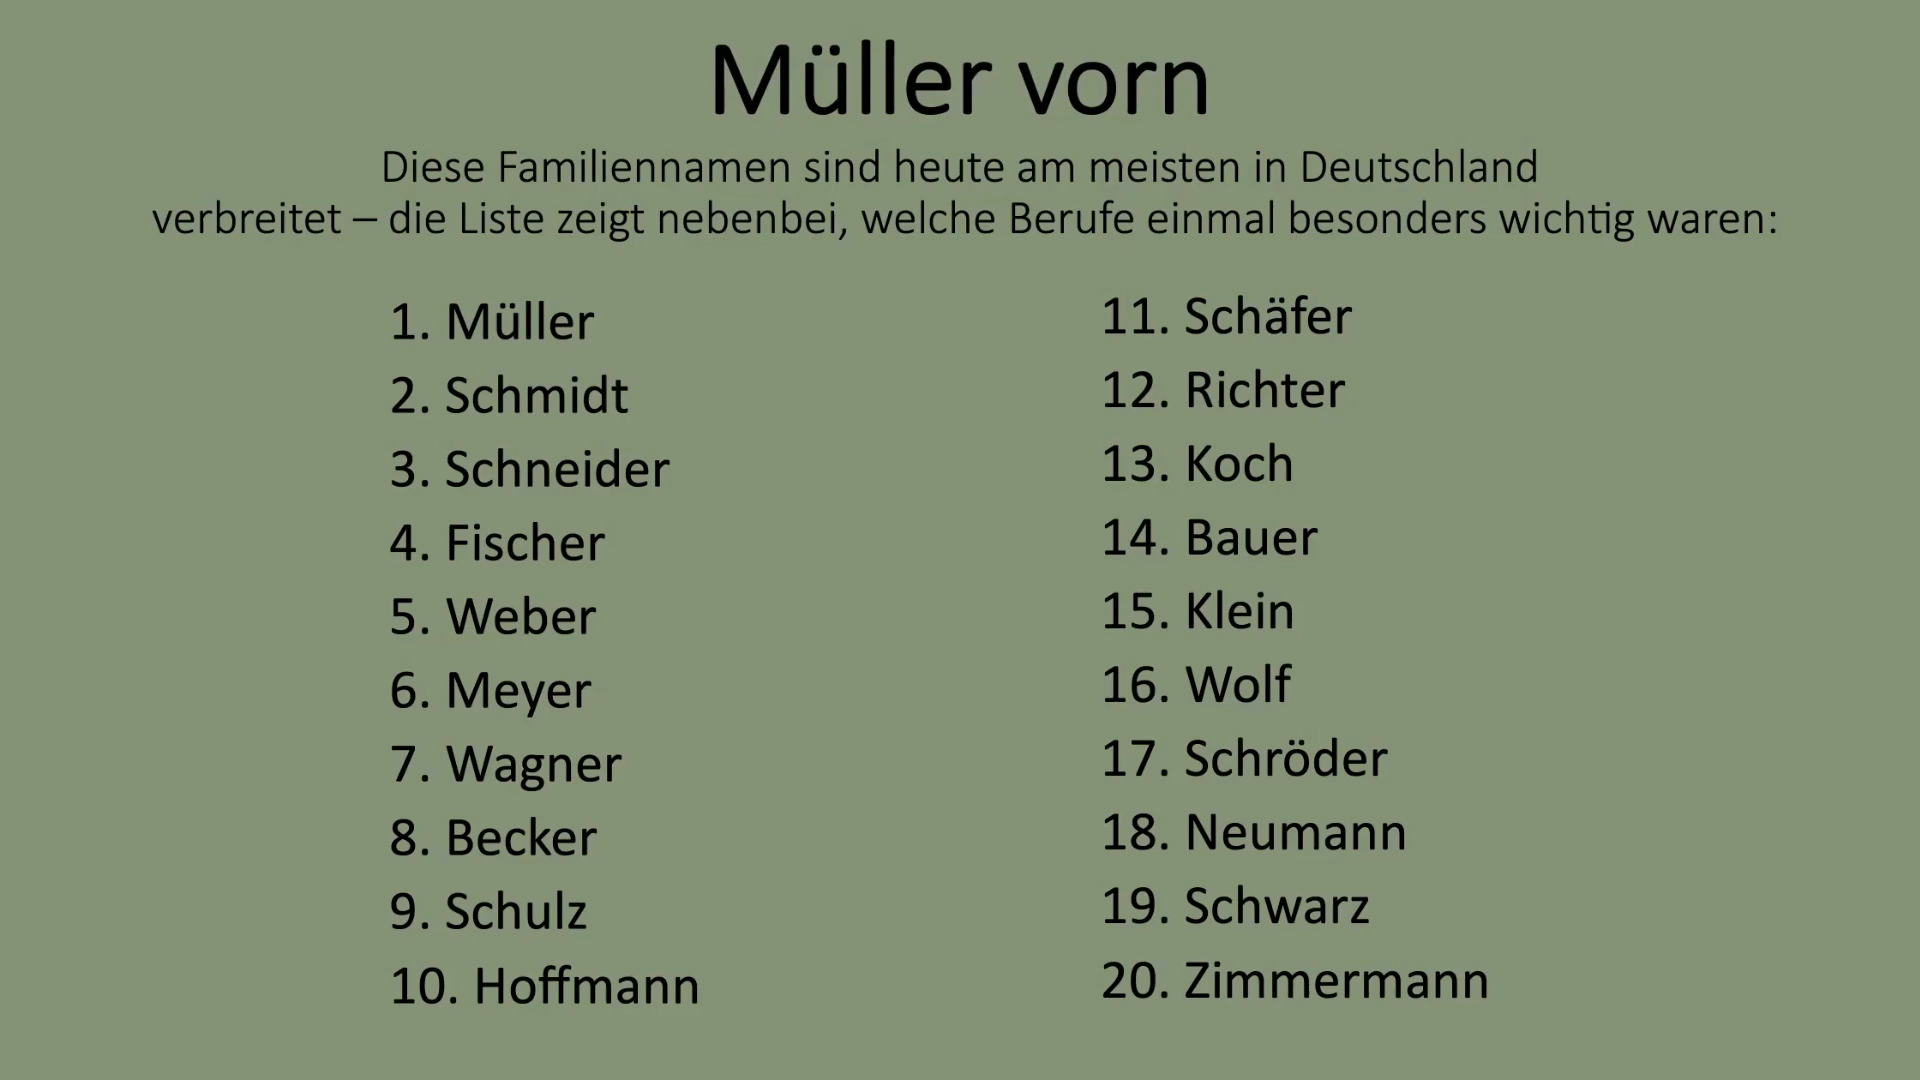 Müller vorn
Diese Familiennamen sind heute am meisten in Deutschland
verbreitet – die Liste zeigt nebenbei, welche Berufe einmal besonders wichtig waren:
1. Müller
2. Schmidt
3. Schneider
4. Fischer
5. Weber
6. Meyer
7. Wagner
8. Becker
9. Schulz
10. Hoffmann
11. Schäfer
12. Richter
13. Koch
14. Bauer
15. Klein
16. Wolf
17. Schröder
18. Neumann
19. Schwarz
20. Zimmermann